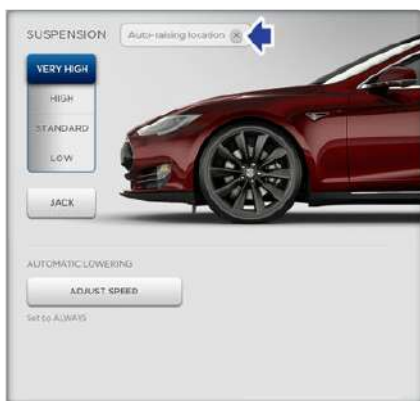 SUSPENSION Auto-raising location
VERY HIGH
HIGH
STANDARD
LOW
JACK
AUTOMATIC LOWERING
ADJUST SPEED
Set to ALWAYS